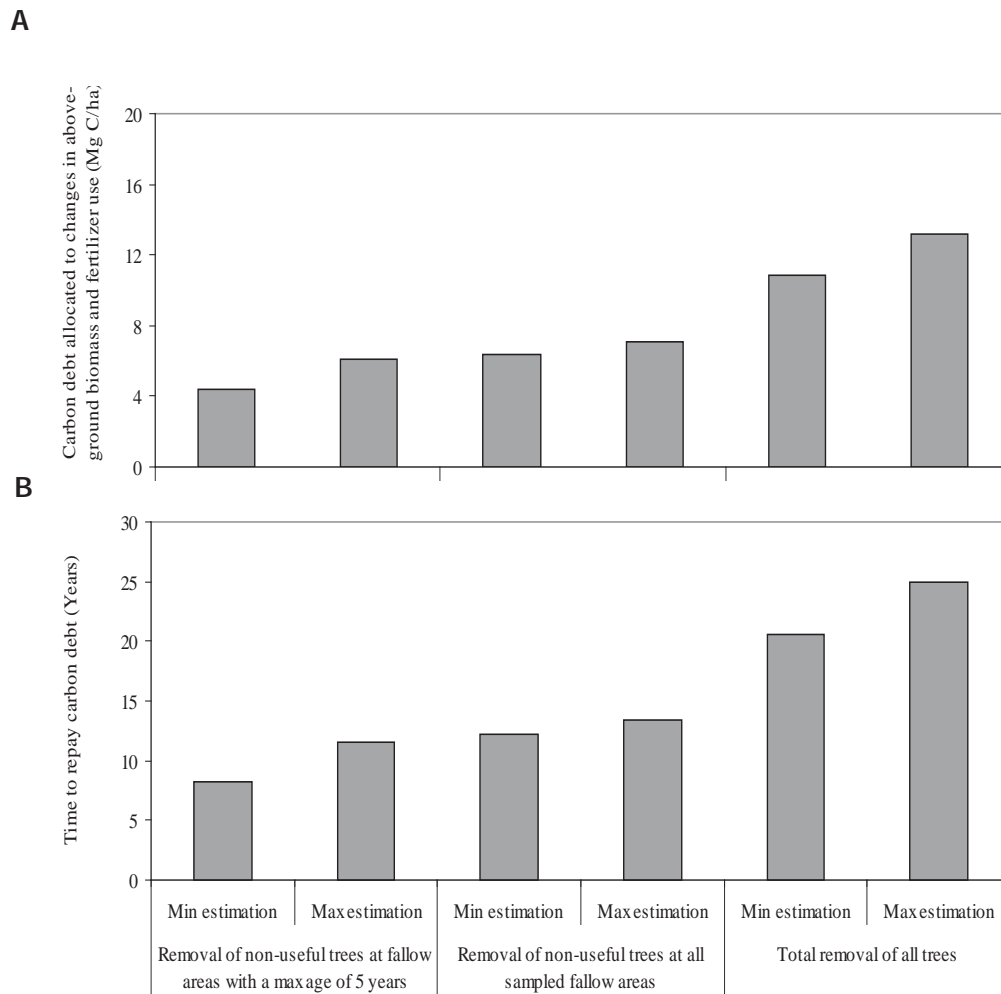 A
Carbon debt allocated to changes in above-
ground biomass and fertilizer use (Mg C/ha)
20
16
12
8
4
0
B
Time to repay carbon debt (Years)
30
25
20
15
10
5
0
Min estimation Max estimation Min estimation Max estimation Min estimation Max estimation
Removal of non-useful trees at fallow
areas with a max age of 5 years
Removal of non-useful trees at all
sampled fallow areas
Total removal of all trees